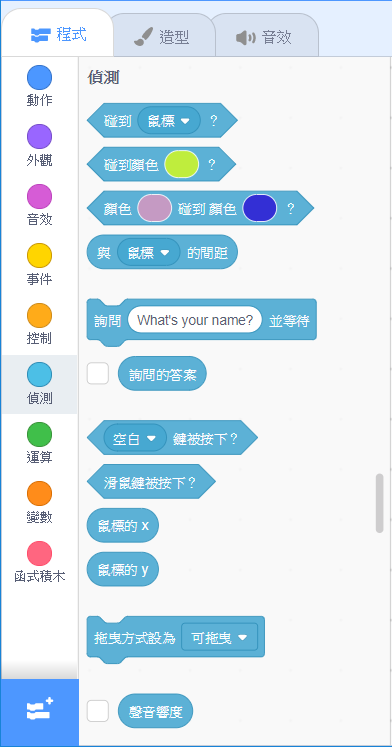 程式 造型 音效
動作
外觀
音效
事件
控制
偵測
運算
變數
函式積木
偵測
碰到 鼠標 ？
碰到顏色 ？
顏色 碰到 顏色 ？
與 鼠標 的間距
詢問 What's your name? 並等待
詢問的答案
空白 鍵被按下？
滑鼠鍵被按下？
鼠標的 x
鼠標的 y
拖曳方式設為 可拖曳
聲音響度